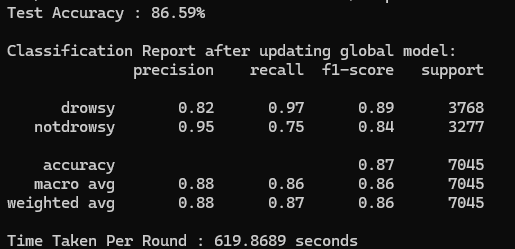 Test Accuracy : 86.59%
Classification Report after updating global model:
precision recall f1-score support
drowsy 0.82 0.97 0.89 3768
notdrowsy 0.95 0.75 0.84 3277
accuracy 0.87 7045
macro avg 0.88 0.86 0.86 7045
weighted avg 0.88 0.87 0.86 7045
Time Taken Per Round : 619.8689 seconds